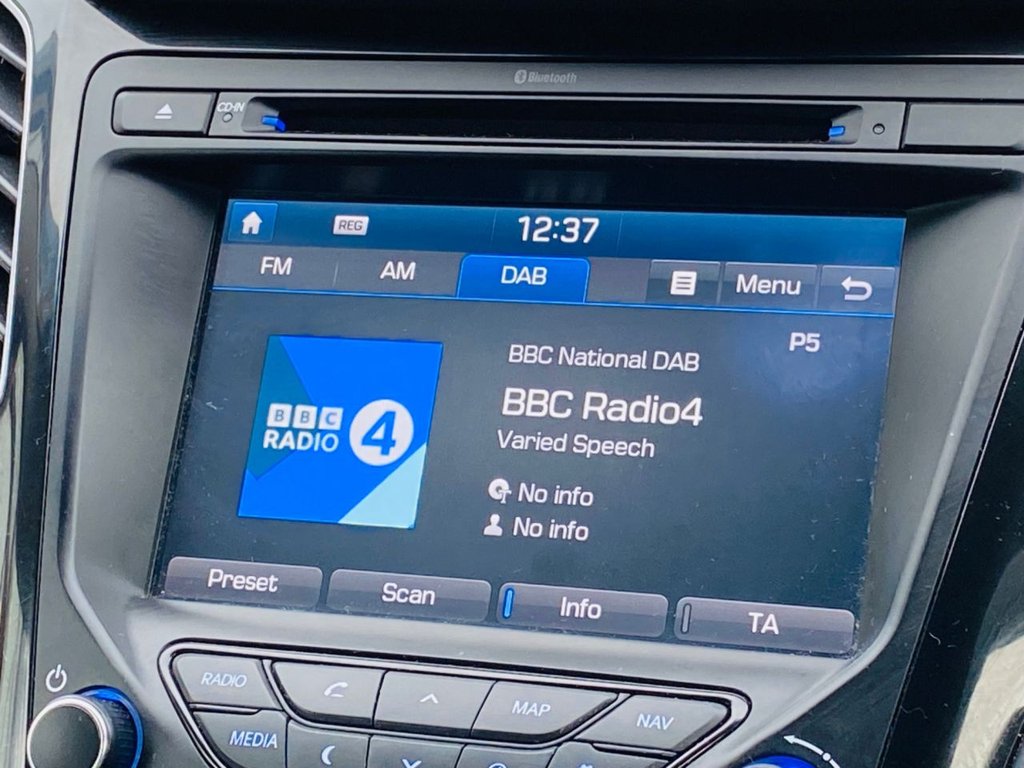 Bluetooth
CD-IN
REG 12:37
FM AM DAB Menu
P5
BBC National DAB
BBC Radio4
Varied Speech
BBC
RADIO 4
No info
No info
Preset Scan Info TA
RADIO MAP NAV
MEDIA